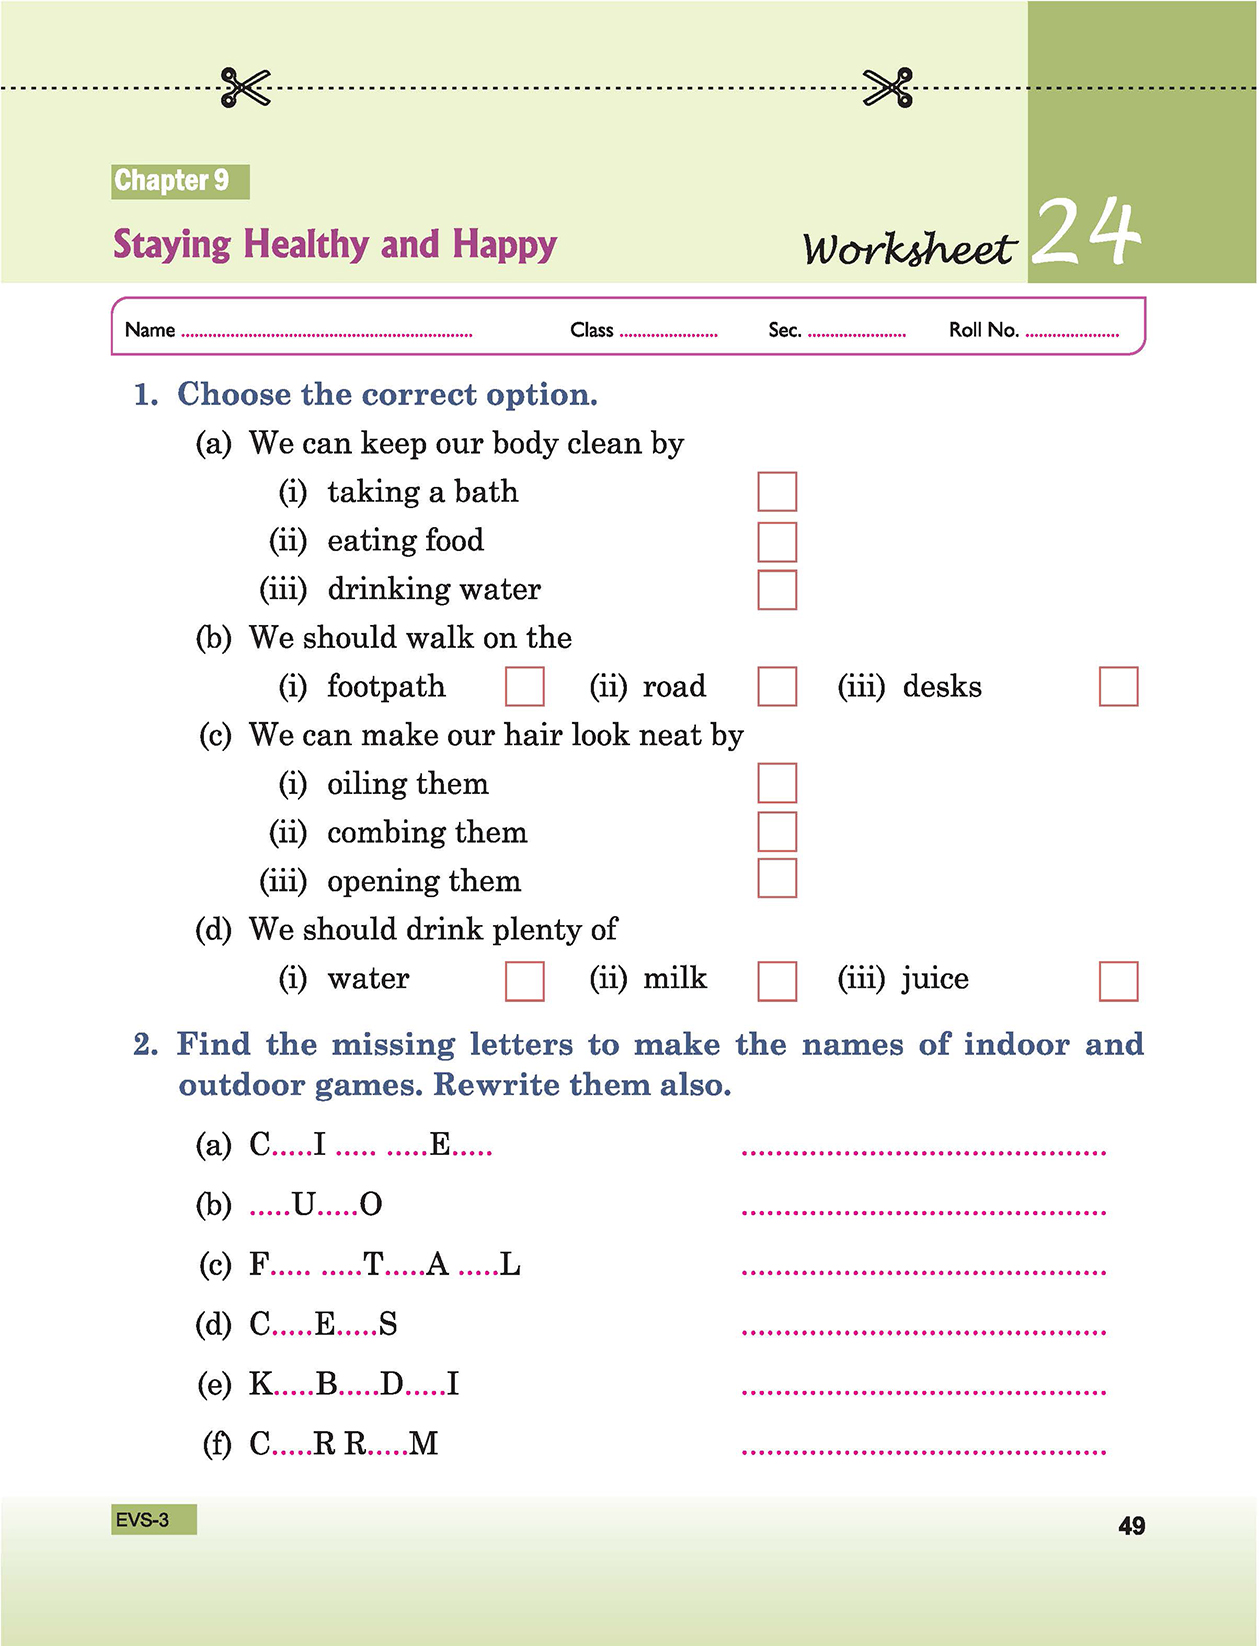 Chapter 9
Staying Healthy and Happy
Worksheet 24
Name ........................................ Class .................... Sec. .................... Roll No. ....................
1. Choose the correct option.
(a) We can keep our body clean by
(i) taking a bath
(ii) eating food
(iii) drinking water
(b) We should walk on the
(i) footpath (ii) road (iii) desks
(c) We can make our hair look neat by
(i) oiling them
(ii) combing them
(iii) opening them
(d) We should drink plenty of
(i) water (ii) milk (iii) juice
2. Find the missing letters to make the names of indoor and
outdoor games. Rewrite them also.
(a) C.....I ..... .....E..... ........................................
(b) .....U.....O ........................................
(c) F..... .....T.....A .....L ........................................
(d) C.....E.....S ........................................
(e) K.....B.....D.....I ........................................
(f) C.....R R.....M ........................................
EVS-3
49